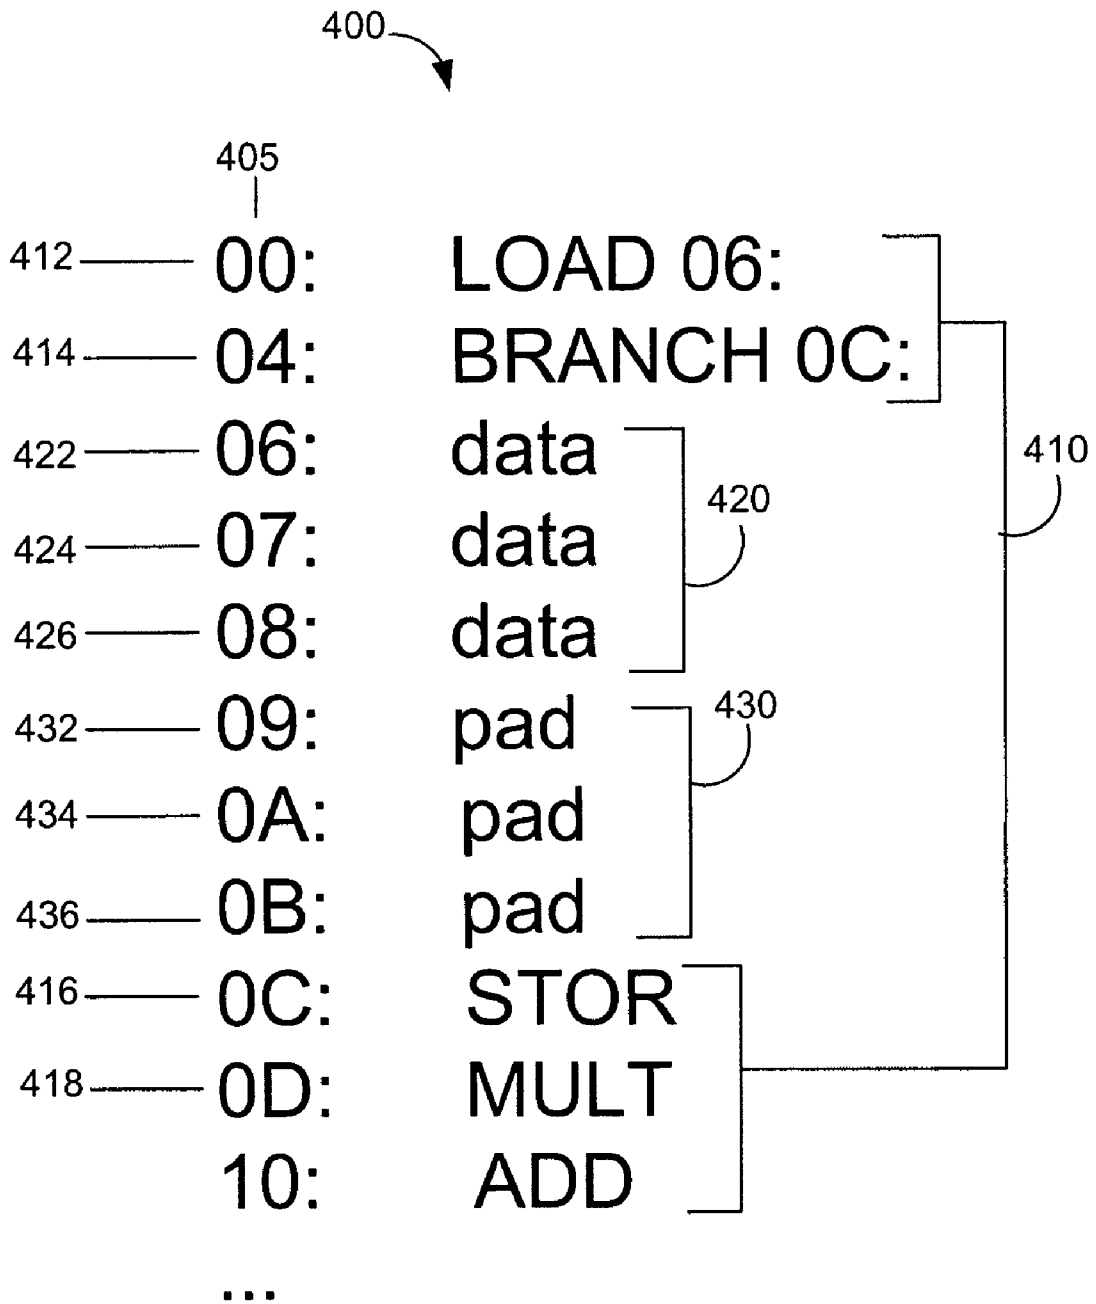 400
405
412 00: LOAD 06:
414 04: BRANCH 0C:
422 06: data 410
420
424 07: data
426 08: data
430
432 09: pad
434 0A: pad
436 0B: pad
416 0C: STOR
418 0D: MULT
10: ADD
...